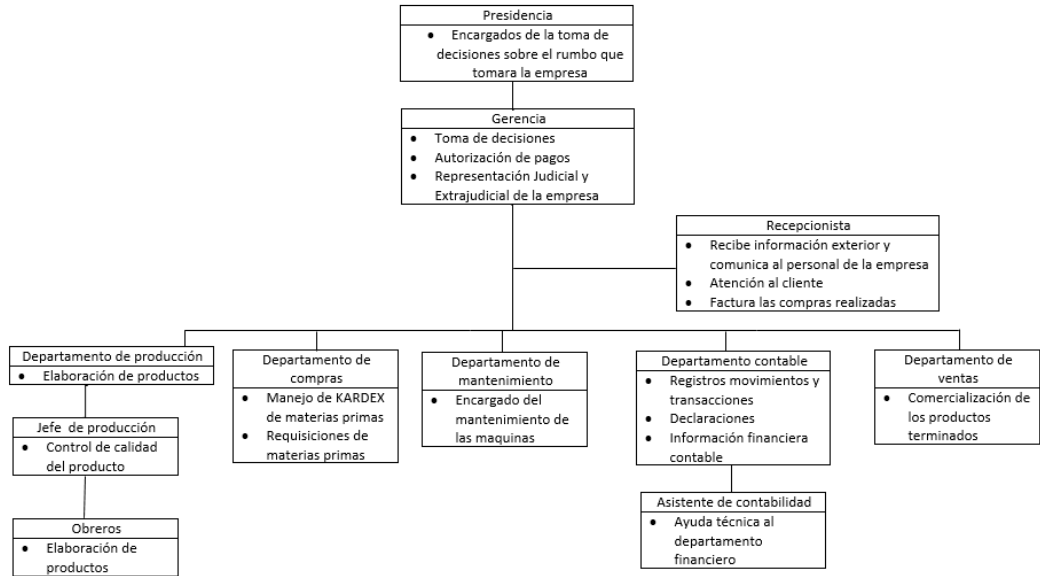 Presidencia
• Encargados de la toma de
decisiones sobre el rumbo que
tomara la empresa
Gerencia
• Toma de decisiones
• Autorización de pagos
• Representación Judicial y
Extrajudicial de la empresa
Recepcionista
• Recibe información exterior y
comunica al personal de la empresa
• Atención al cliente
• Factura las compras realizadas
Departamento de producción
• Elaboración de productos
Jefe de producción
• Control de calidad
del producto
Obreros
• Elaboración de
productos
Departamento de
compras
• Manejo de KARDEX
de materias primas
• Requisiciones de
materias primas
Departamento de
mantenimiento
• Encargado del
mantenimiento de
las maquinas
Departamento contable
• Registros movimientos y
transacciones
• Declaraciones
• Información financiera
contable
Asistente de contabilidad
• Ayuda técnica al
departamento
financiero
Departamento de
ventas
• Comercialización de
los productos
terminados